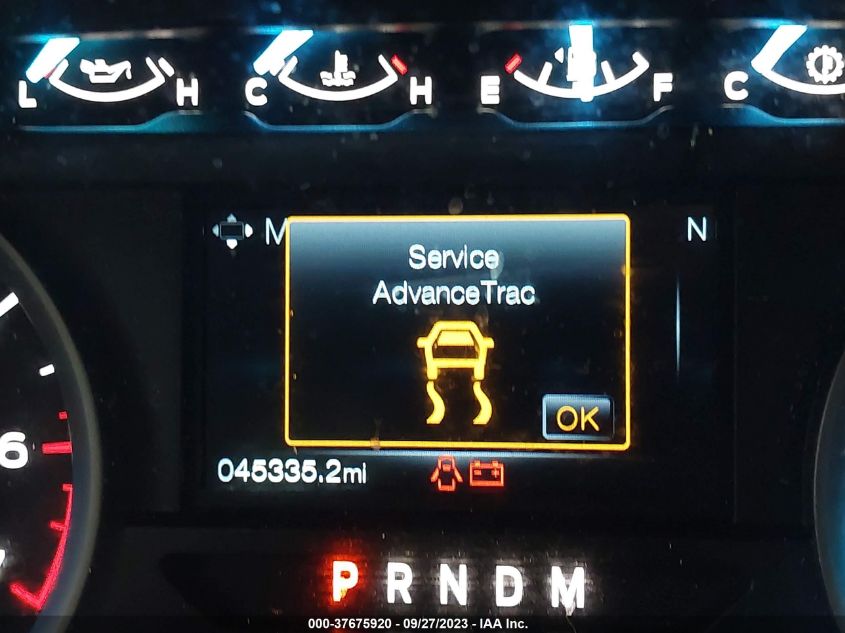 L H C H E F C
M N
Service
AdvanceTrac
OK
045335.2mi
6
P R N D M
000-37675920 - 09/27/2023 - IAA Inc.